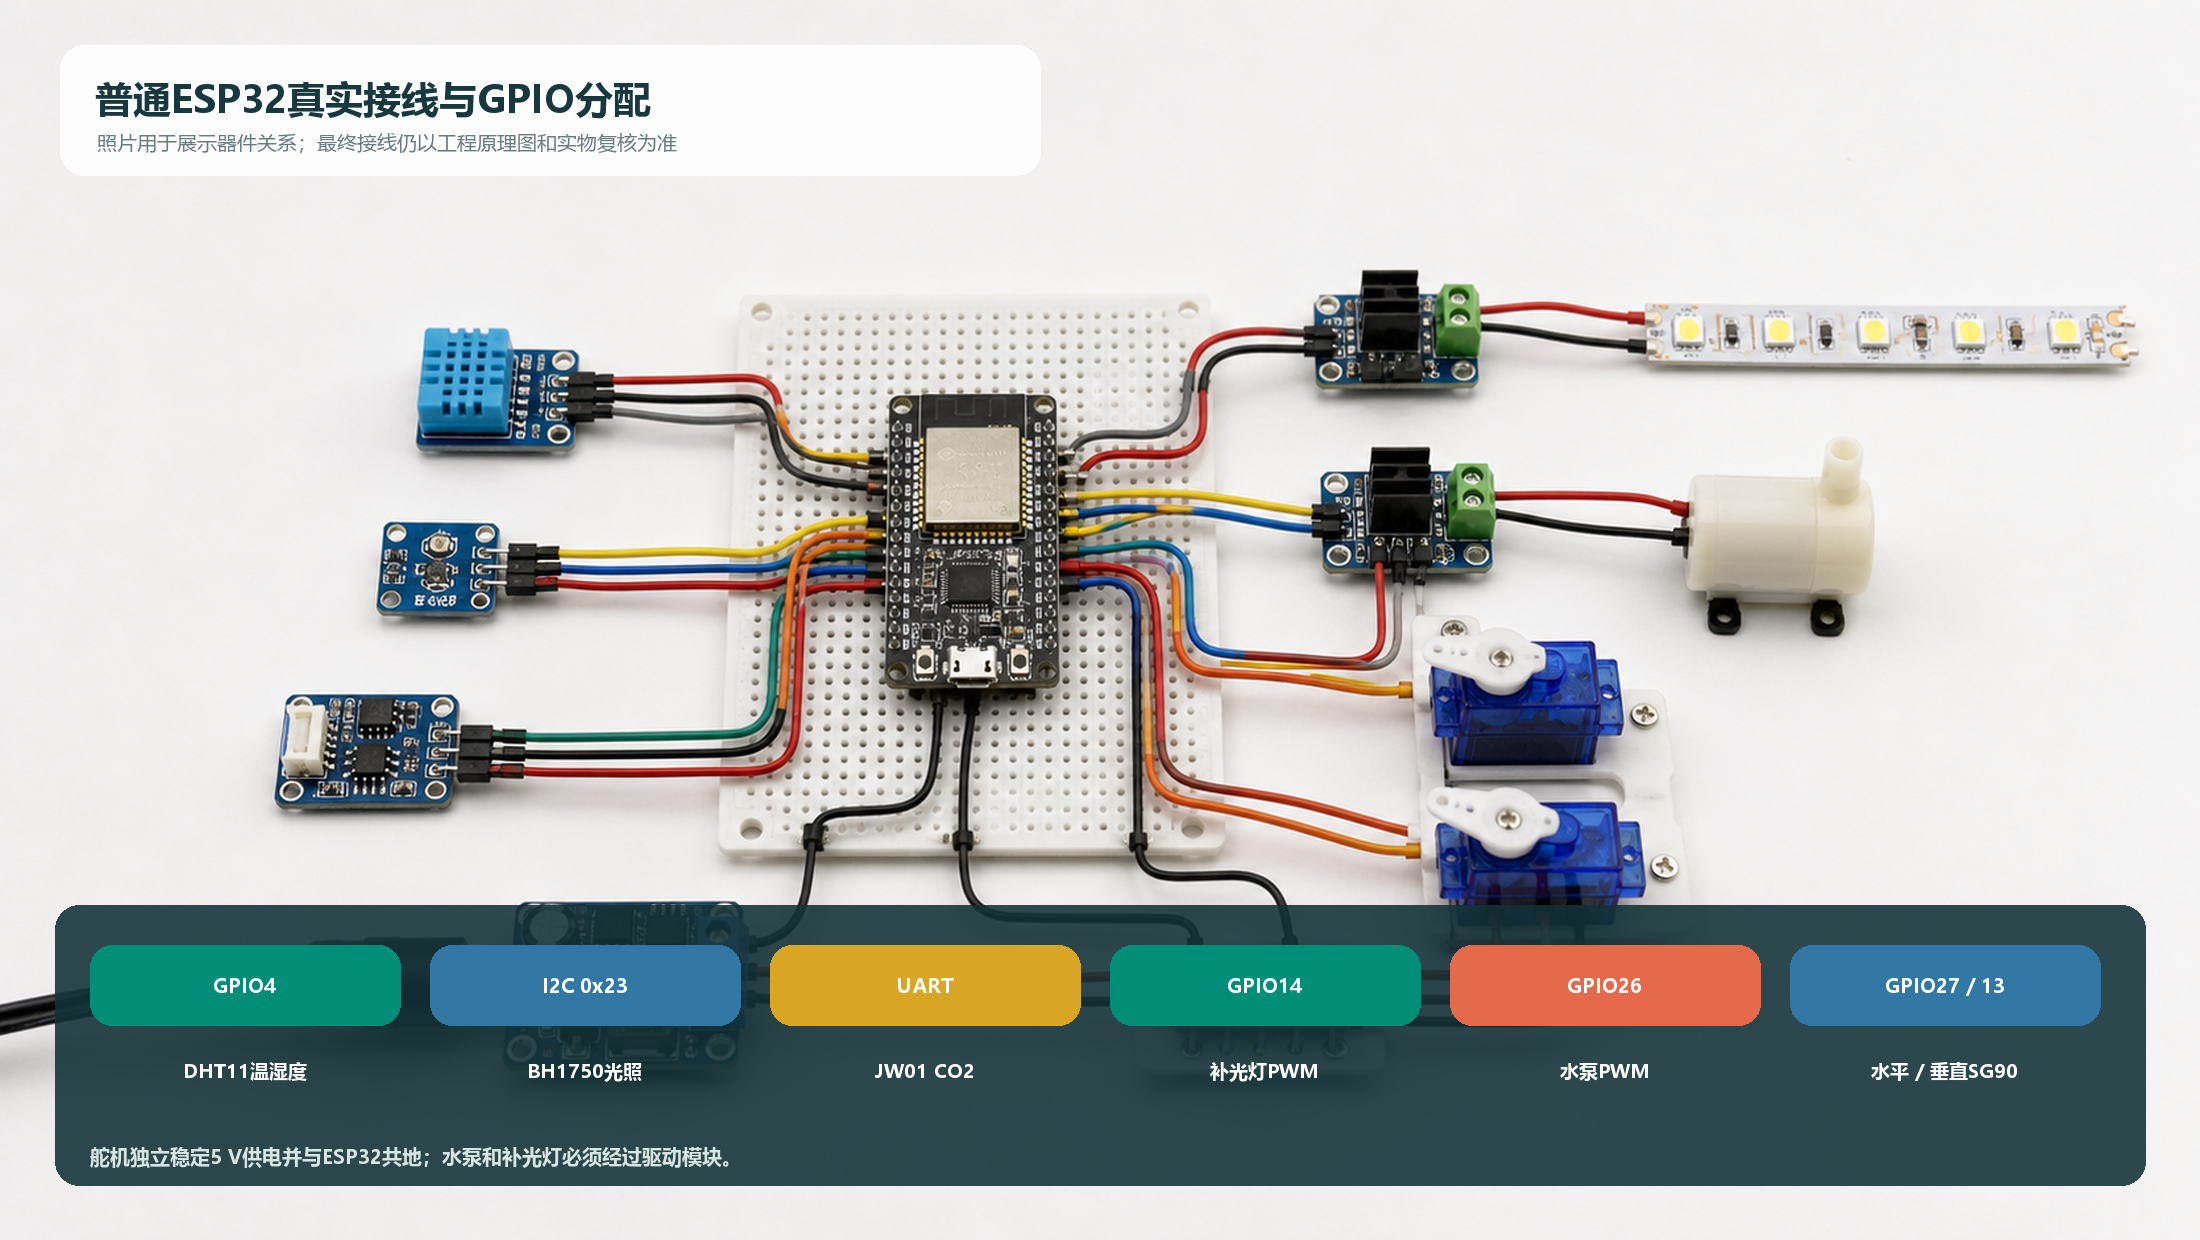 普通ESP32真实接线与GPIO分配
照片用于展示器件关系；最终接线仍以工程原理图和实物复核为准
GPIO4
I2C 0x23
UART
GPIO14
GPIO26
GPIO27 / 13
DHT11温湿度
BH1750光照
JW01 CO2
补光灯PWM
水泵PWM
水平 / 垂直SG90
舵机独立稳定5 V供电并与ESP32共地；水泵和补光灯必须经过驱动模块。